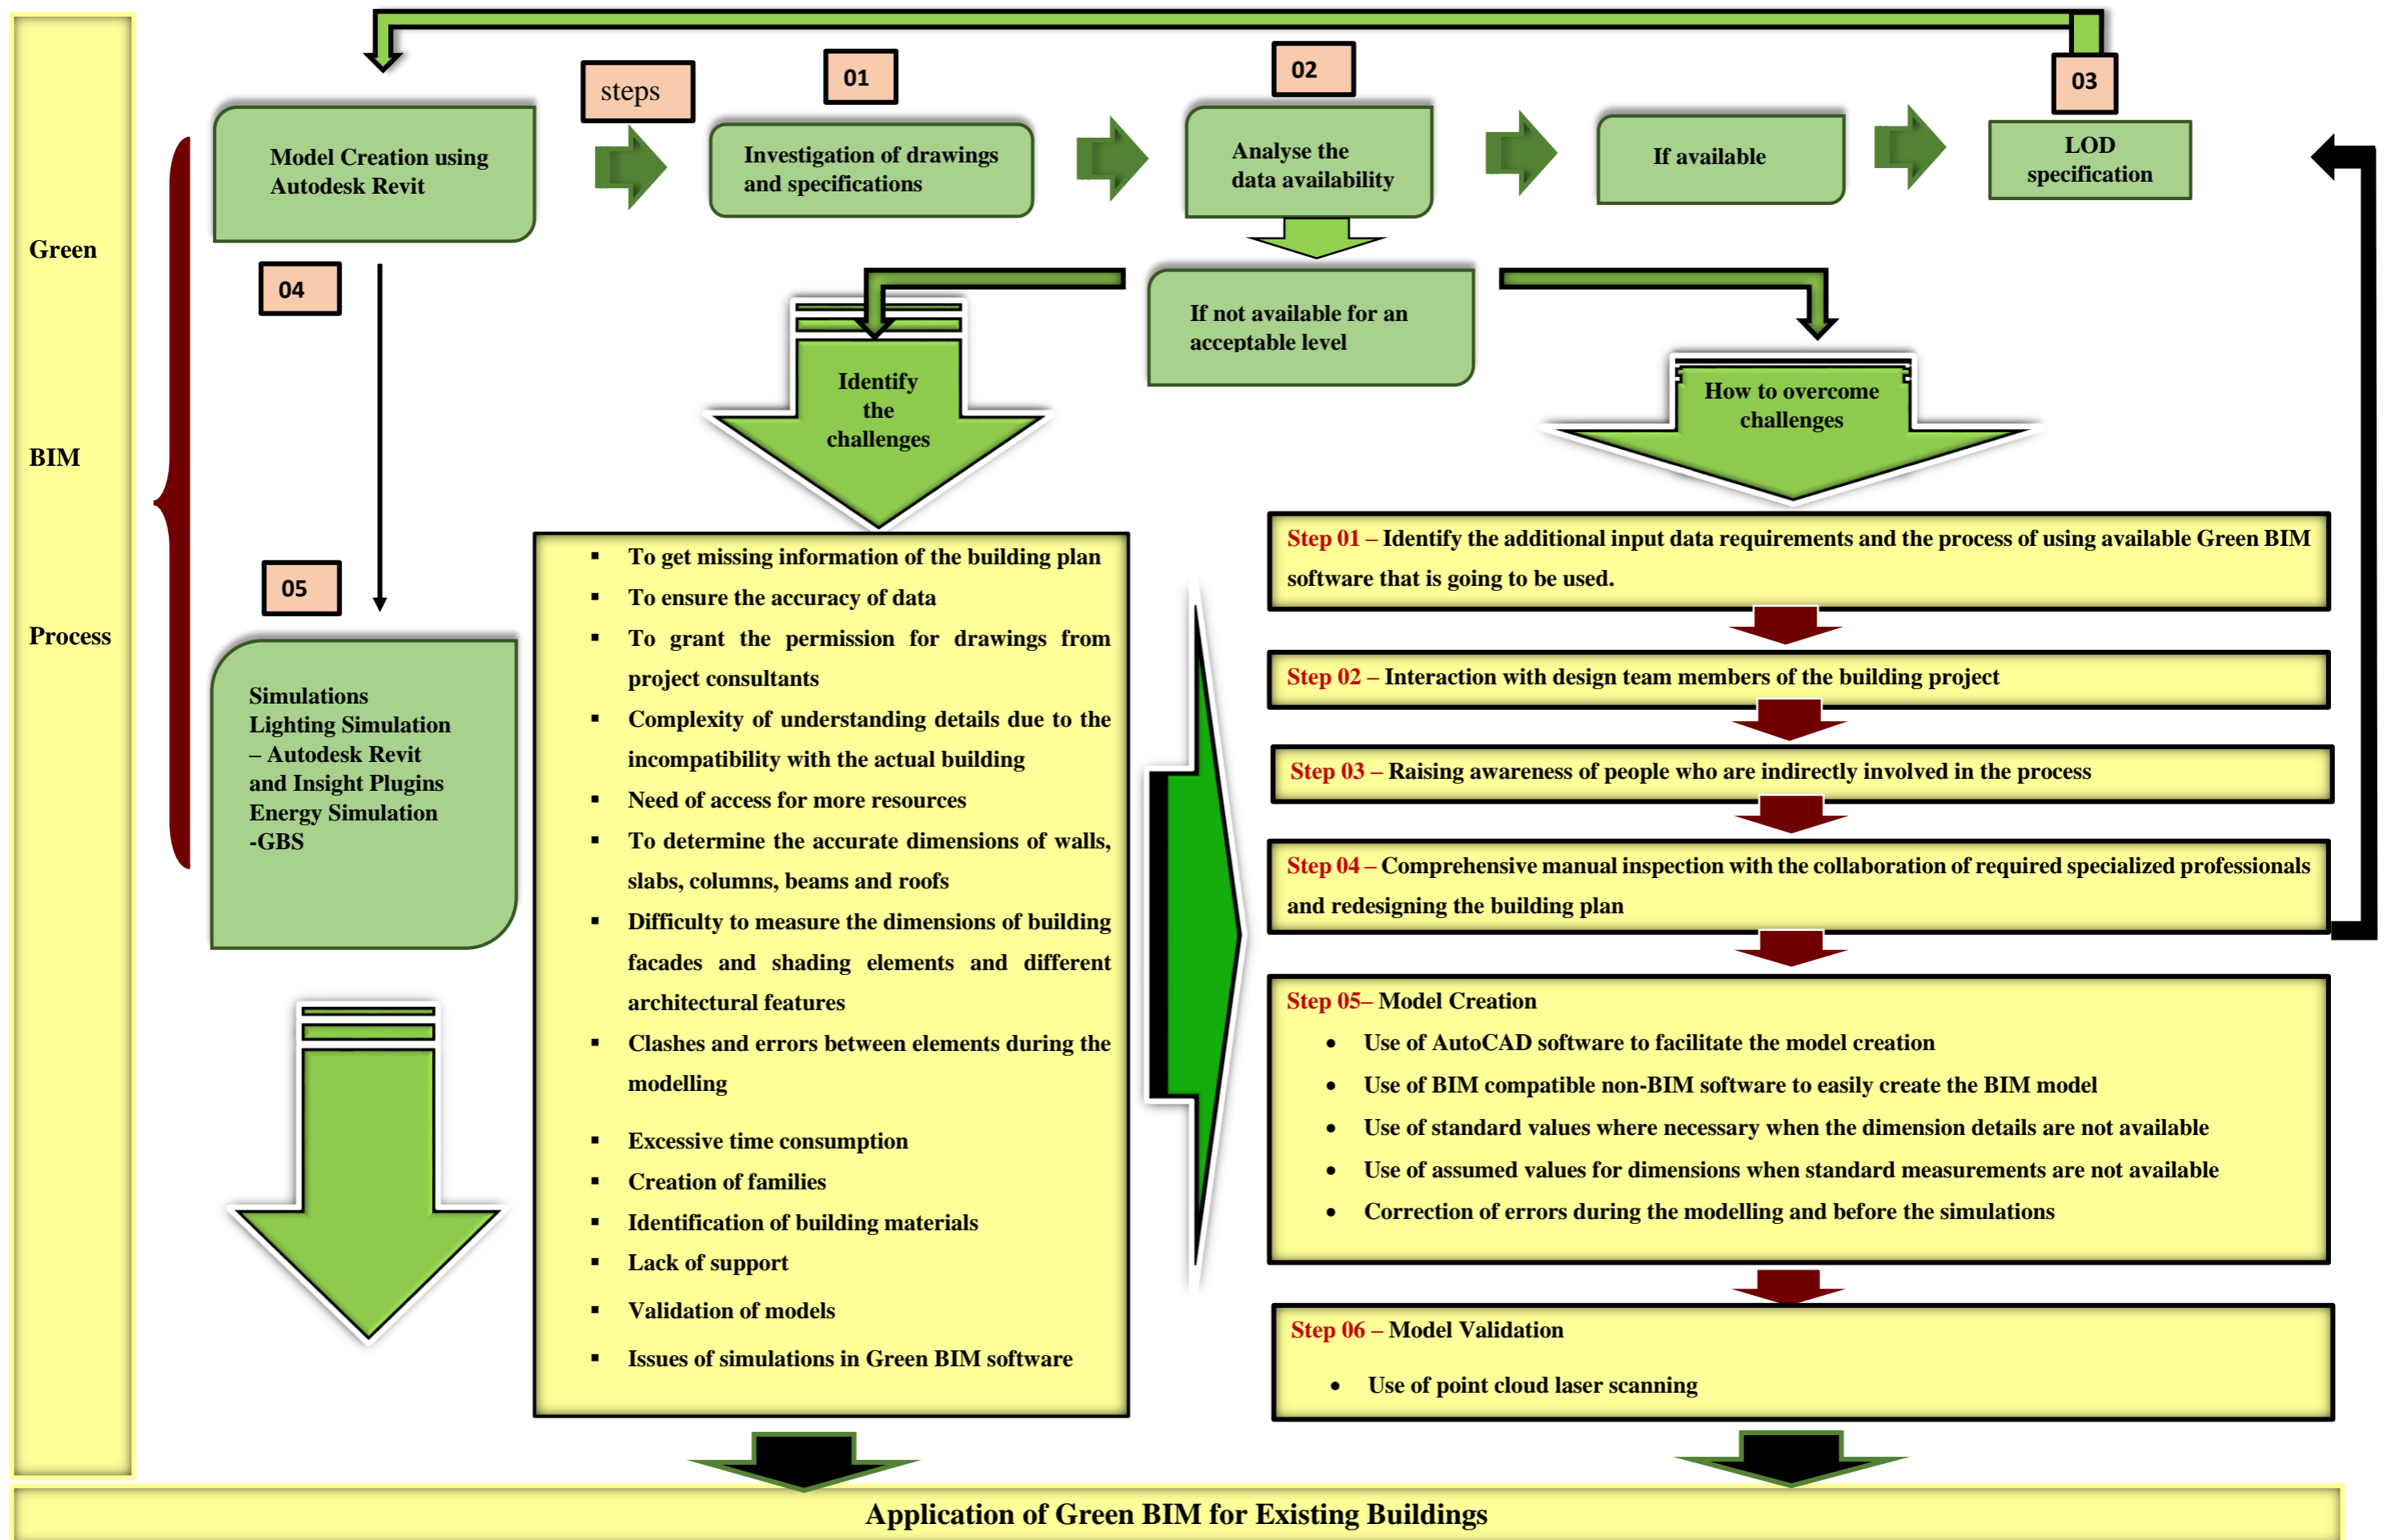 Green
BIM
Process
steps
01
02
03
Model Creation using
Autodesk Revit
Investigation of drawings
and specifications
Analyse the
data availability
If available
LOD
specification
04
If not available for an
acceptable level
Identify
the
challenges
How to overcome
challenges
05
Simulations
Lighting Simulation
– Autodesk Revit
and Insight Plugins
Energy Simulation
-GBS
▪ To get missing information of the building plan
▪ To ensure the accuracy of data
▪ To grant the permission for drawings from
project consultants
▪ Complexity of understanding details due to the
incompatibility with the actual building
▪ Need of access for more resources
▪ To determine the accurate dimensions of walls,
slabs, columns, beams and roofs
▪ Difficulty to measure the dimensions of building
facades and shading elements and different
architectural features
▪ Clashes and errors between elements during the
modelling
▪ Excessive time consumption
▪ Creation of families
▪ Identification of building materials
▪ Lack of support
▪ Validation of models
▪ Issues of simulations in Green BIM software
Step 01 – Identify the additional input data requirements and the process of using available Green BIM
software that is going to be used.
Step 02 – Interaction with design team members of the building project
Step 03 – Raising awareness of people who are indirectly involved in the process
Step 04 – Comprehensive manual inspection with the collaboration of required specialized professionals
and redesigning the building plan
Step 05– Model Creation
• Use of AutoCAD software to facilitate the model creation
• Use of BIM compatible non-BIM software to easily create the BIM model
• Use of standard values where necessary when the dimension details are not available
• Use of assumed values for dimensions when standard measurements are not available
• Correction of errors during the modelling and before the simulations
Step 06 – Model Validation
• Use of point cloud laser scanning
Application of Green BIM for Existing Buildings